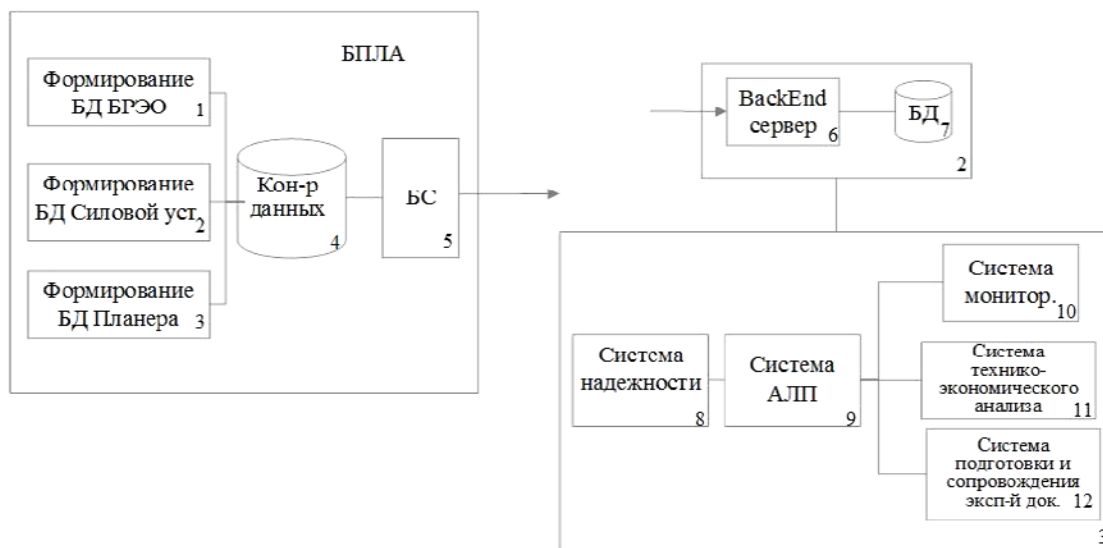 БПЛА
Формирование
БД БРЭО
1
Формирование
БД Силовой уст.
2
Формирование
БД Планера
3
Кон-р
данных
4
БС
5
BackEnd
сервер
6
БД
7
2
Система
надежности
8
Система
АЛП
9
Система
монитор.
10
Система
технико-
экономического
анализа
11
Система
подготовки и
сопровождения
эксп-й док.
12
3